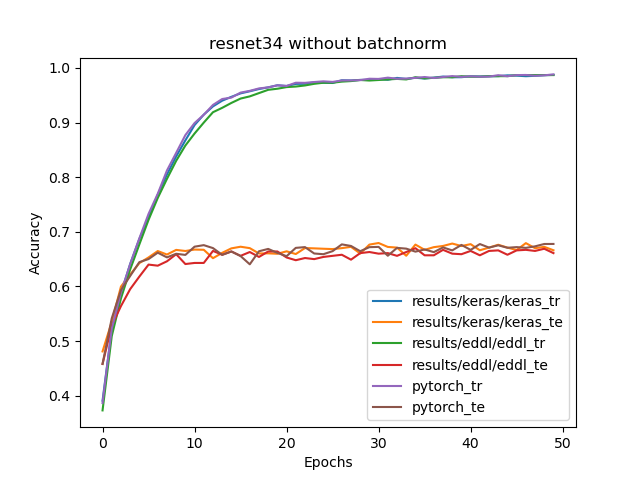 resnet34 without batchnorm
1.0
0.9
0.8
0.7
0.6
0.5
0.4
Accuracy
results/keras/keras_tr
results/keras/keras_te
results/eddl/eddl_tr
results/eddl/eddl_te
pytorch_tr
pytorch_te
0 10 20 30 40 50
Epochs